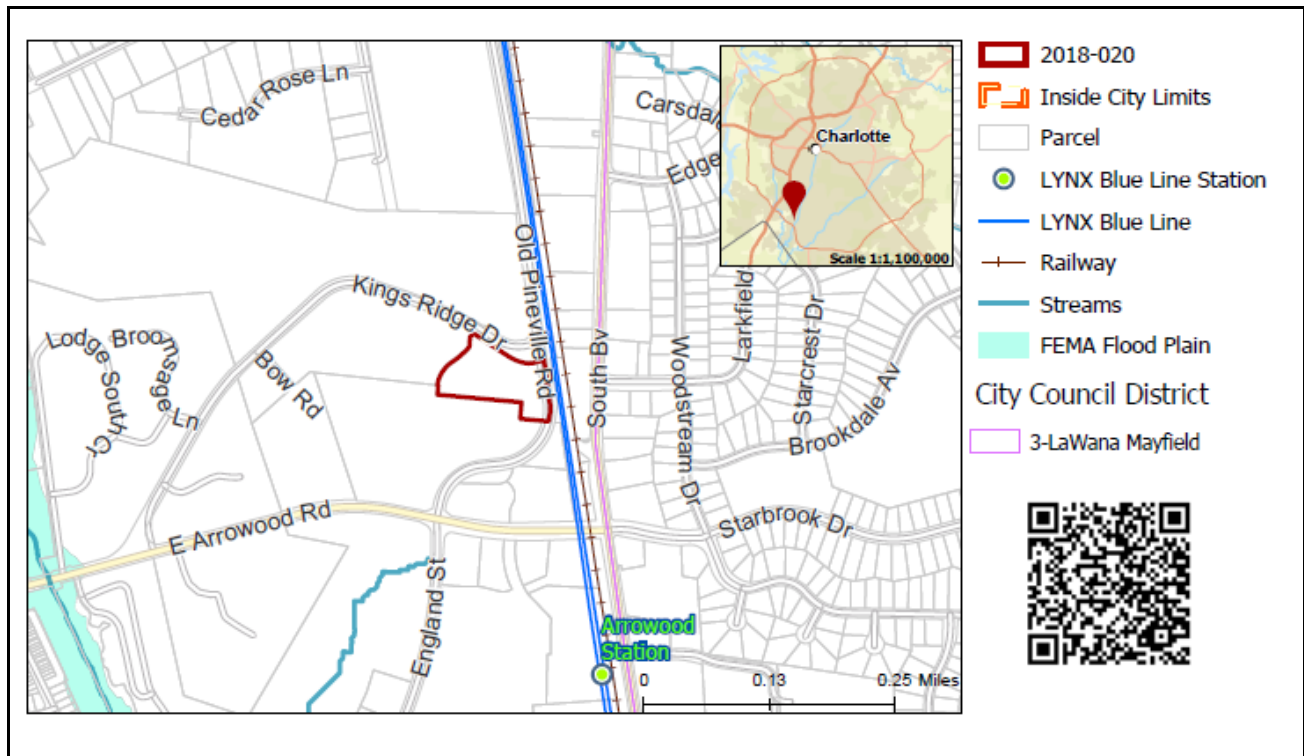 Cedar Rose Ln
Carsdale
Edge
Charlotte
Scale 1:1,100,000
Old Pineville Rd
Kings Ridge Dr
South Bv
Larkfield
Starcrest Dr
Woodstream Dr
Brookdale Av
Lodge South Cr
Broomsage Ln
Bow Rd
E Arrowood Rd
Starbrook Dr
England St
Arrowood
Station
0 0.13 0.25 Miles
2018-020
Inside City Limits
Parcel
LYNX Blue Line Station
LYNX Blue Line
Railway
Streams
FEMA Flood Plain
City Council District
3-LaWana Mayfield